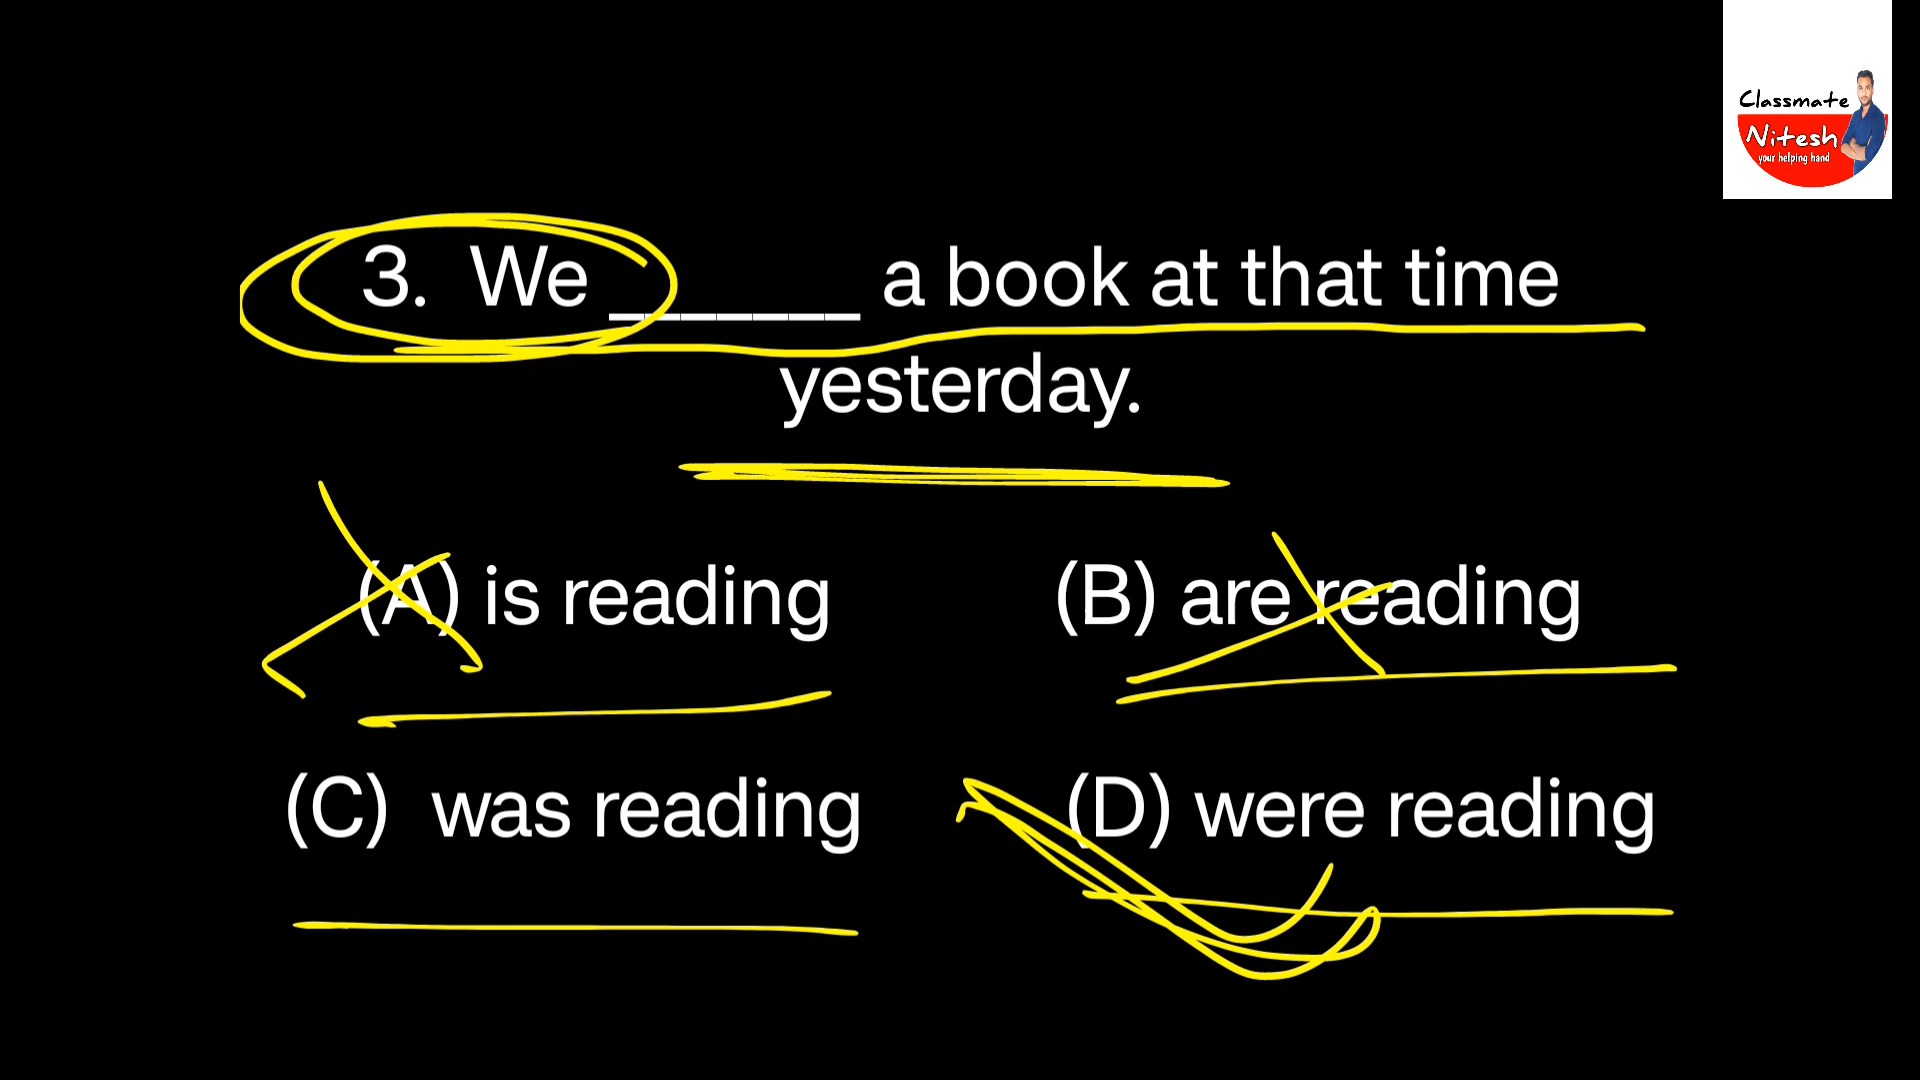 Classmate
Nitesh
your helping hand
3. We _______ a book at that time
yesterday.
(A) is reading (B) are reading
(C) was reading (D) were reading